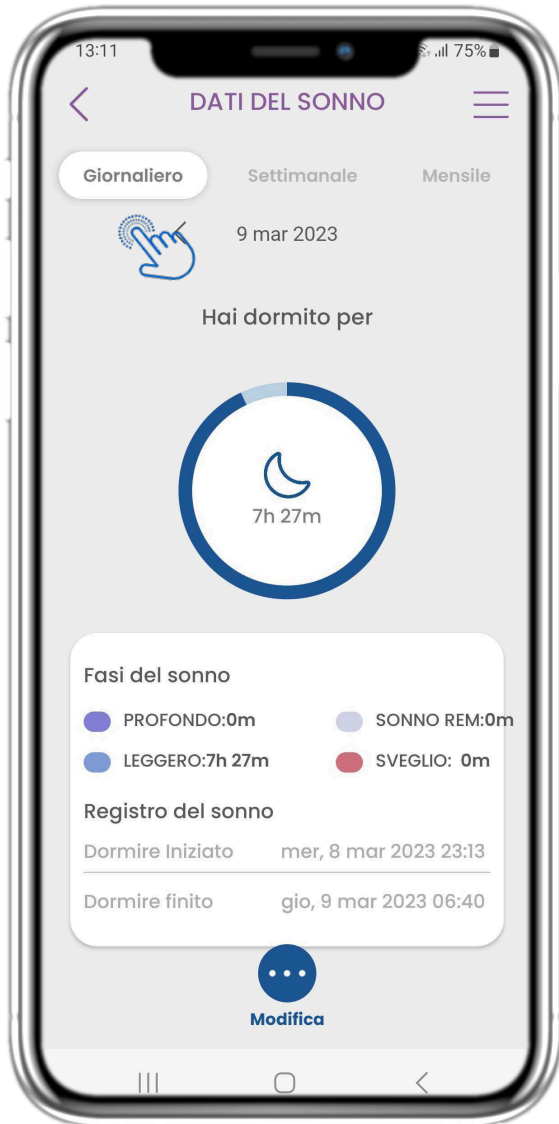 13:11 75%
DATI DEL SONNO
Giornaliero Settimanale Mensile
9 mar 2023
Hai dormito per
7h 27m
Fasi del sonno
PROFONDO:0m SONNO REM:0m
LEGGERO:7h 27m SVEGLIO: 0m
Registro del sonno
Dormire Iniziato mer, 8 mar 2023 23:13
Dormire finito gio, 9 mar 2023 06:40
Modifica